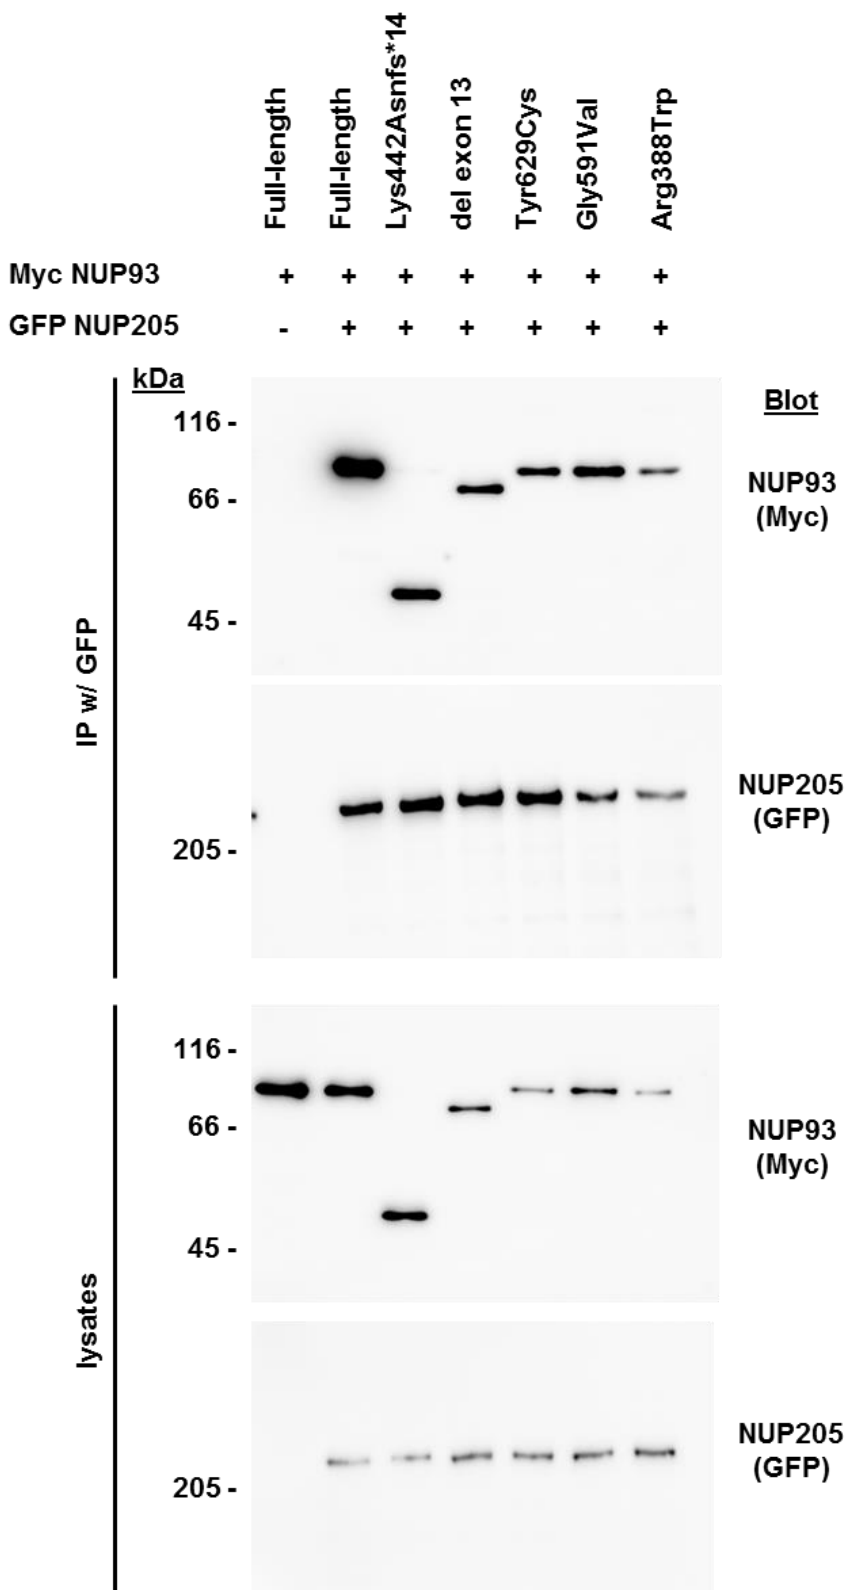 Full-length
Full-length
Lys442Asnfs*14
del exon 13
Tyr629Cys
Gly591Val
Arg388Trp
Myc NUP93 + + + + + + +
GFP NUP205 - + + + + + +
kDa
Blot
116 -
66 -
45 -
NUP93
(Myc)
IP w/ GFP
205 -
NUP205
(GFP)
116 -
66 -
45 -
NUP93
(Myc)
lysates
205 -
NUP205
(GFP)